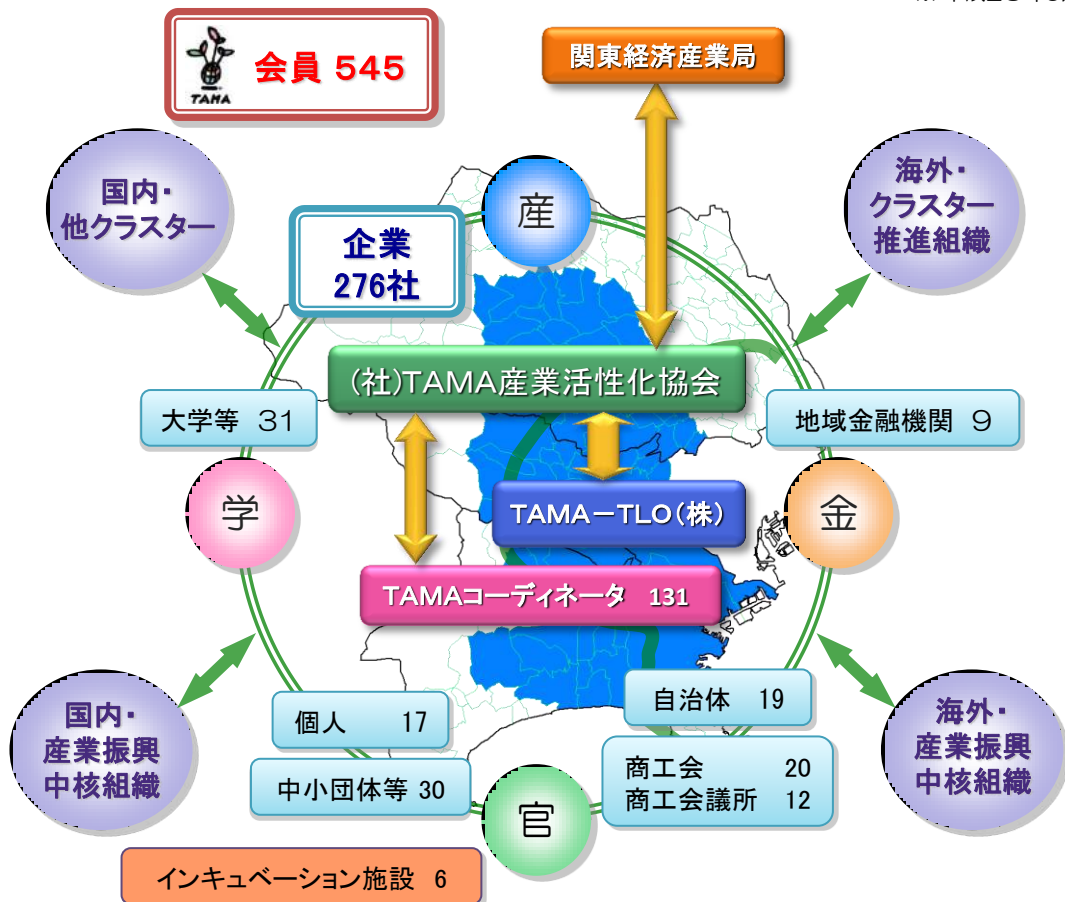 会員 545
TAMA
関東経済産業局
国内・
他クラスター
産
海外・
クラスター
推進組織
企業
276社
(社)TAMA産業活性化協会
大学等 31
地域金融機関 9
学
TAMA－TLO(株)
金
TAMAコーディネータ 131
国内・
産業振興
中核組織
個人 17
自治体 19
海外・
産業振興
中核組織
中小団体等 30
商工会 20
商工会議所 12
官
インキュベーション施設 6